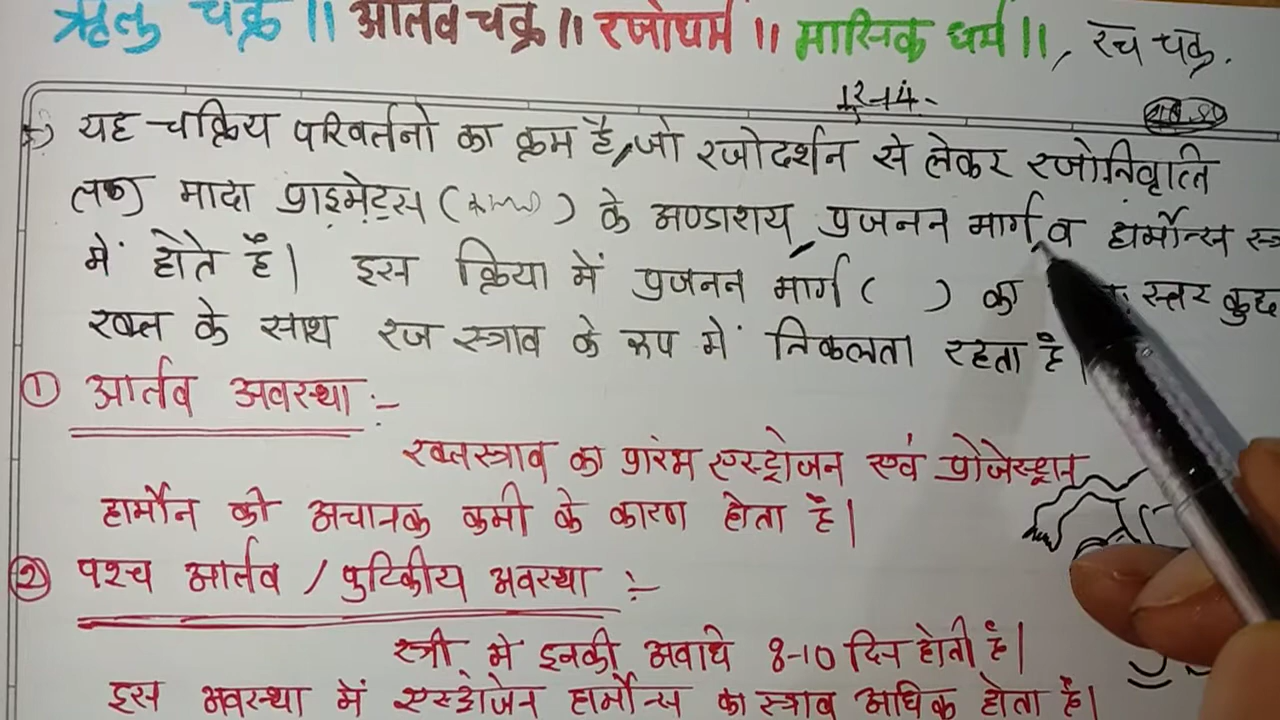 ऋतु चक्र || आर्तव चक्र || रजोधर्म || मासिक धर्म ||, रज चक्र.
12-14-
यह चक्रिय परिवर्तनो का क्रम है, जो रजोदर्शन से लेकर रजोनिवृत्ति
तक मादा प्राइमेट्स ( ) के अण्डाशय, प्रजनन मार्ग व हार्मोन्स
में होते है। इस क्रिया में प्रजनन मार्ग ( ) का स्तर कुछ
रक्त के साथ रज स्त्राव के रूप में निकलता रहता है
① आर्तव अवस्था :-
रक्तस्त्राव का प्रारंभ एस्ट्रोजन एवं प्रोजेस्ट्रान
हार्मोन की अचानक कमी के कारण होता है।
② पश्च आर्तव / पुटिकीय अवस्था :-
स्त्री में इनकी अवधि 8-10 दिन होती है।
इस अवस्था में एस्ट्रोजेन हार्मोन्स का स्त्राव अधिक होता है।